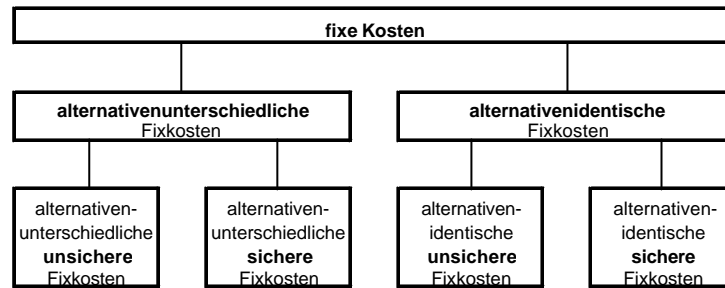 fixe Kosten
alternativenunterschiedliche
Fixkosten
alternativenidentische
Fixkosten
alternativen-
unterschiedliche
unsichere
Fixkosten
alternativen-
unterschiedliche
sichere
Fixkosten
alternativen-
identische
unsichere
Fixkosten
alternativen-
identische
sichere
Fixkosten